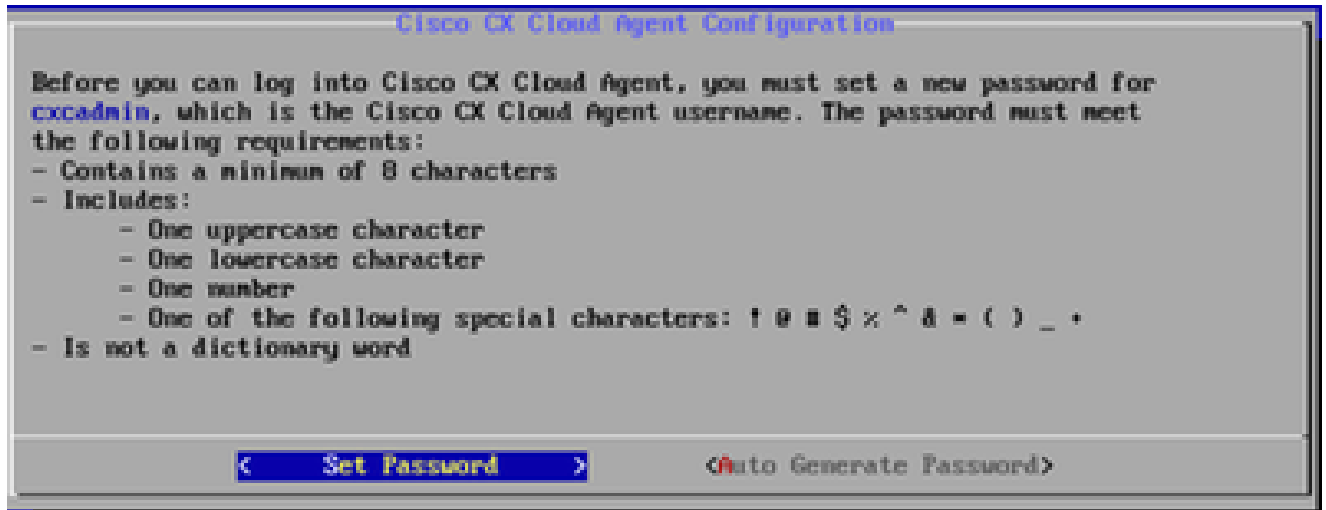 Cisco CX Cloud Agent Configuration
Before you can log into Cisco CX Cloud Agent, you must set a new password for
cxcadmin, which is the Cisco CX Cloud Agent username. The password must meet
the following requirements:
- Contains a minimum of 8 characters
- Includes:
- One uppercase character
- One lowercase character
- One number
- One of the following special characters: ! @ # $ % ^ & * ( ) _ +
- Is not a dictionary word
< Set Password > <Auto Generate Password>